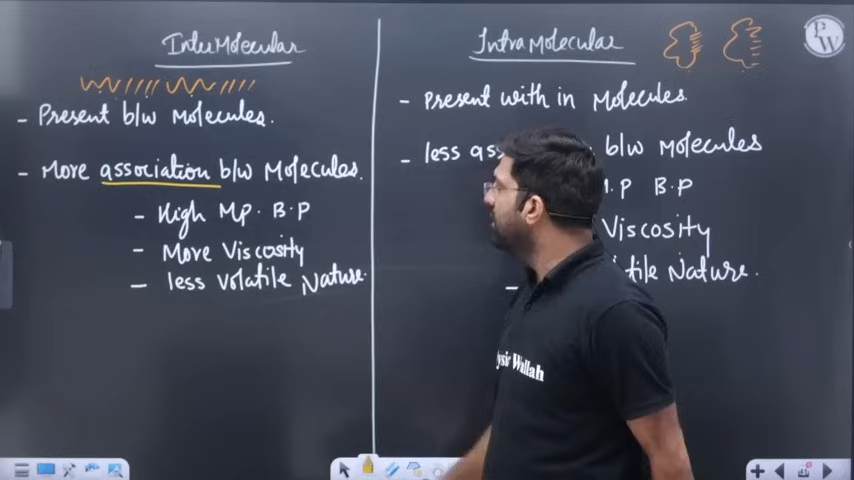 InterMolecular
- Present b/w Molecules.
- More association b/w Molecules.
- High M.p. B.P
- More Viscosity
- less volatile Nature.
IntraMolecular
- Present with in Molecules.
- less b/w Molecules
B.P
Viscosity
Nature.
Wallah
PW